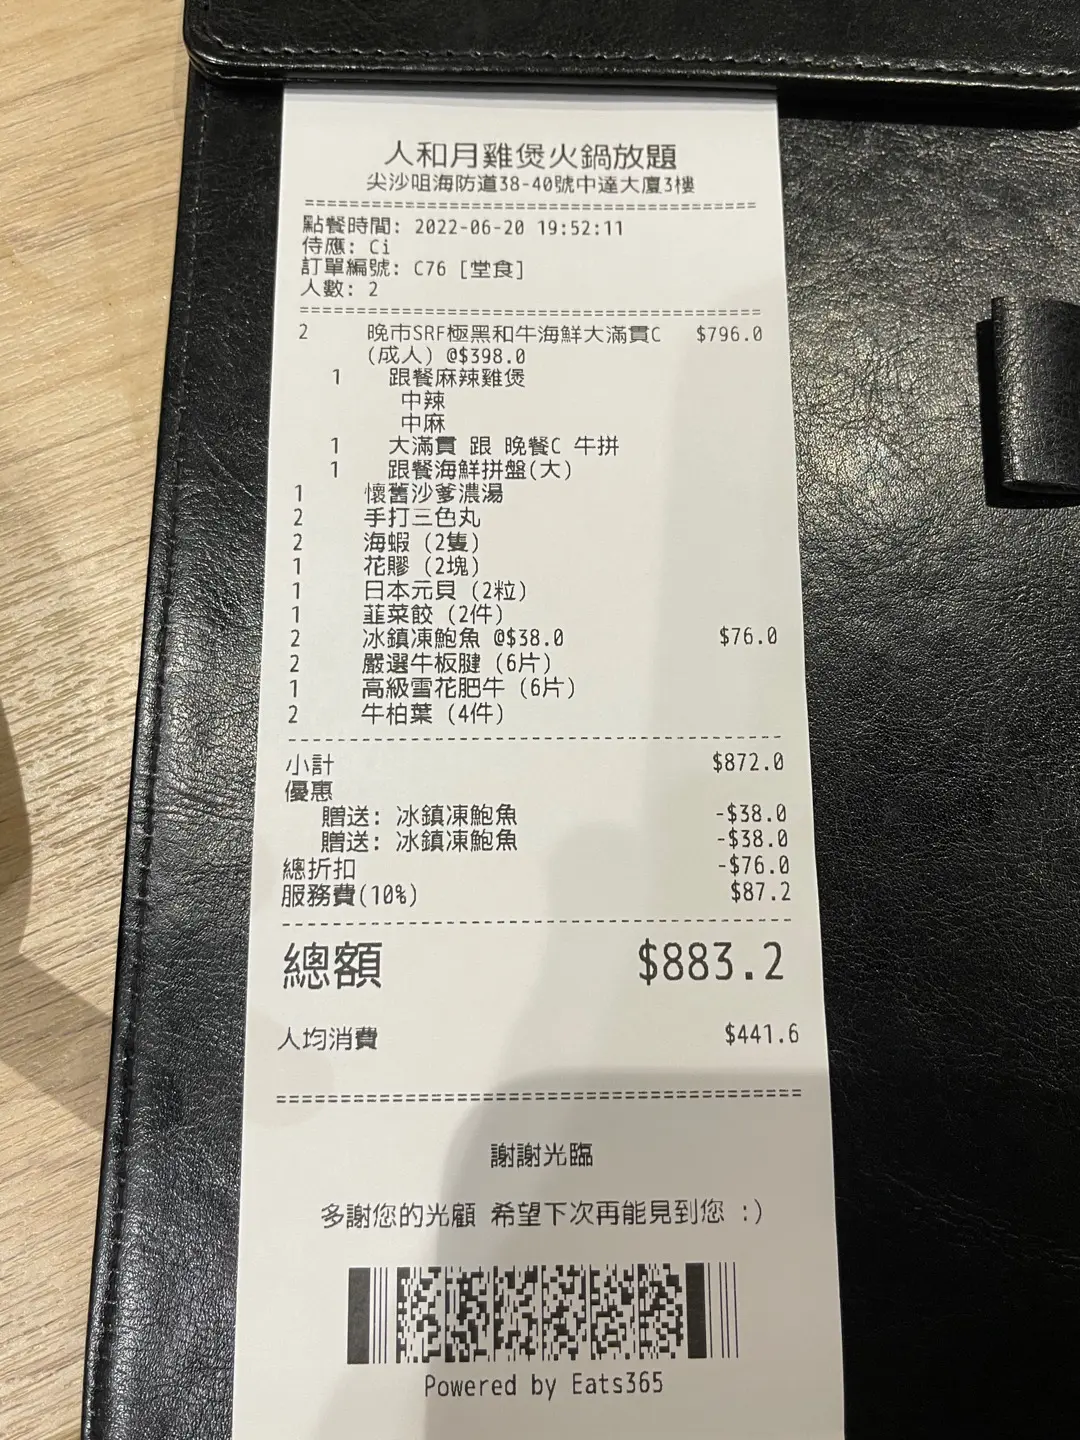 人和月雞煲火鍋放題
尖沙咀海防道38-40號中達大廈3樓
================================
點餐時間: 2022-06-20 19:52:11
侍應: Ci
訂單編號: C76 [堂食]
人數: 2
================================
2 晚市SRF極黑和牛海鮮大滿貫C $796.0
(成人) @$398.0
1 跟餐麻辣雞煲
中辣
中麻
1 大滿貫 跟 晚餐C 牛拼
1 跟餐海鮮拼盤(大)
1 懷舊沙爹濃湯
2 手打三色丸
2 海蝦 (2隻)
1 花膠 (2塊)
1 日本元貝 (2粒)
1 韮菜餃 (2件)
2 冰鎮凍鮑魚 @$38.0 $76.0
2 嚴選牛板腱 (6片)
1 高級雪花肥牛 (6片)
2 牛柏葉 (4件)
--------------------------------
小計 $872.0
優惠
贈送: 冰鎮凍鮑魚 -$38.0
贈送: 冰鎮凍鮑魚 -$38.0
總折扣 -$76.0
服務費(10%) $87.2
--------------------------------
總額 $883.2
人均消費 $441.6
================================
謝謝光臨
多謝您的光顧 希望下次再能見到您 :)
Powered by Eats365